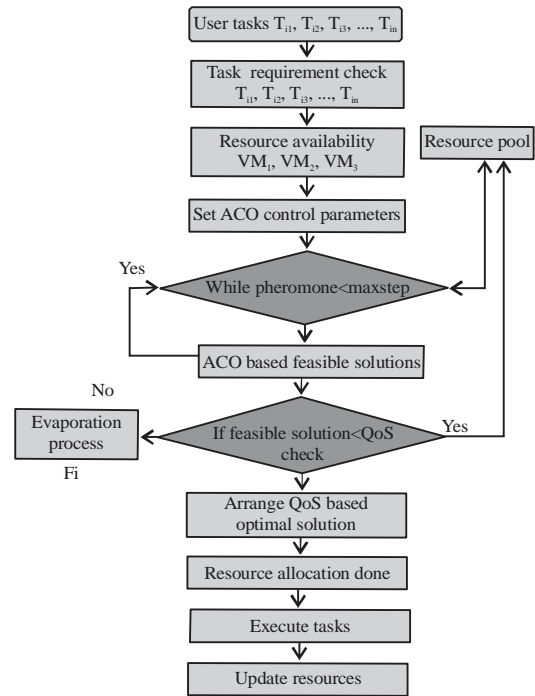 User tasks T_i1, T_i2, T_i3, ..., T_in
Task requirement check
T_i1, T_i2, T_i3, ..., T_in
Resource availability
VM_1, VM_2, VM_3
Resource pool
Set ACO control parameters
Yes
While pheromone<maxstep
ACO based feasible solutions
No
Evaporation
process
If feasible solution<QoS
check
Yes
Fi
Arrange QoS based
optimal solution
Resource allocation done
Execute tasks
Update resources